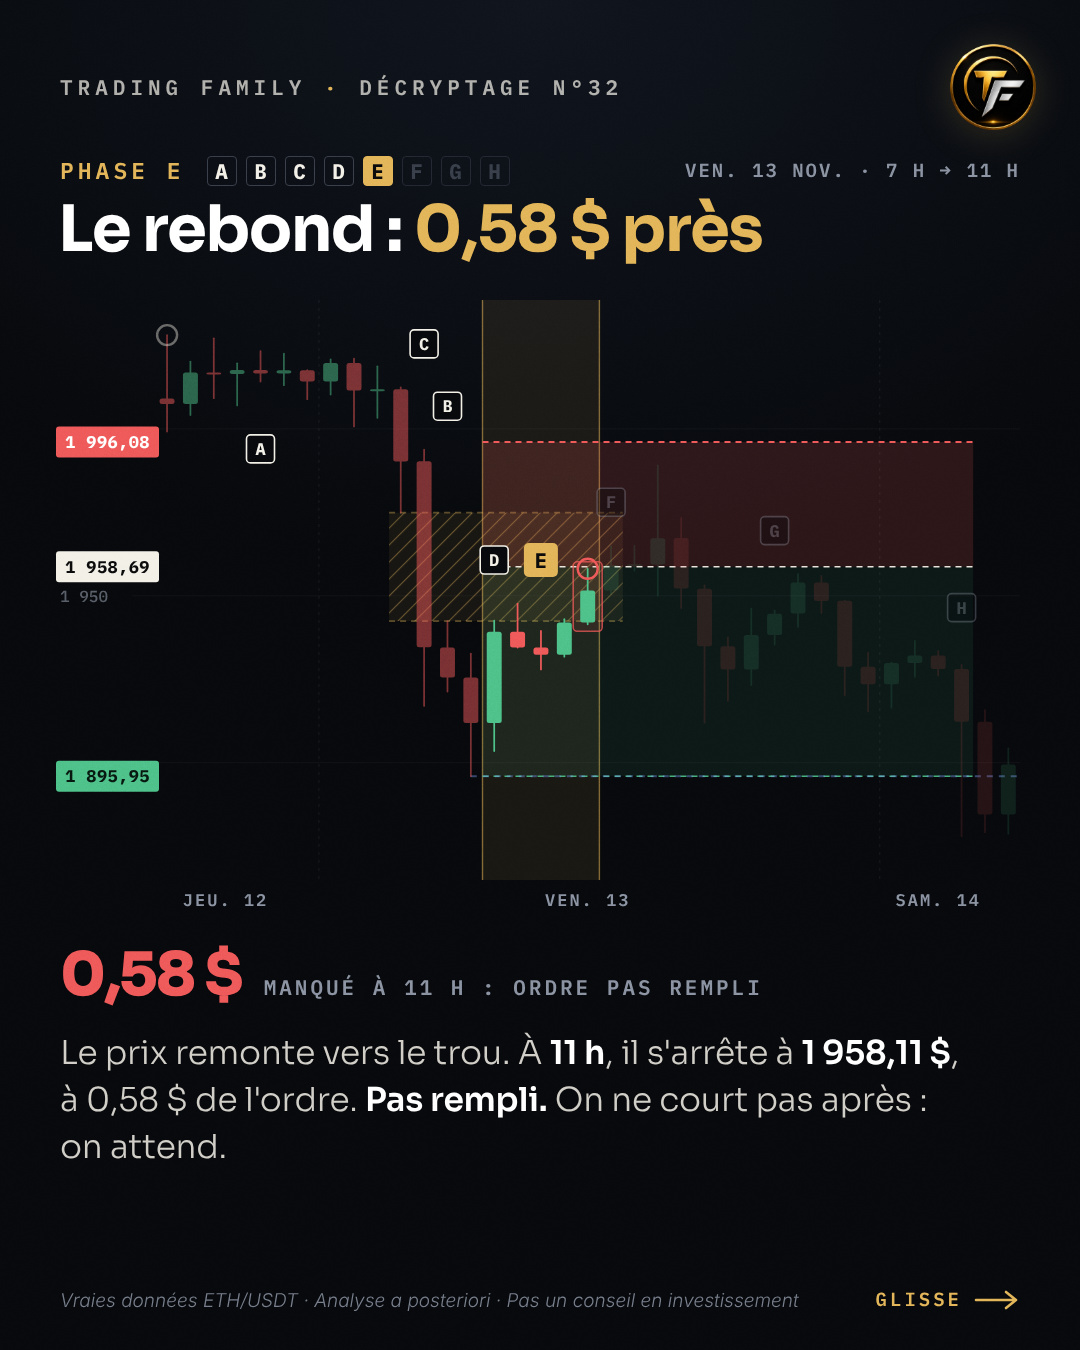 TRADING FAMILY · DÉCRYPTAGE N°32
TF
PHASE E A B C D E F G H
VEN. 13 NOV. · 7 H → 11 H
Le rebond : 0,58 $ près
C
B
A
1 996,08
F
G
D
E
1 958,69
1 950
H
1 895,95
JEU. 12
VEN. 13
SAM. 14
0,58 $ MANQUÉ À 11 H : ORDRE PAS REMPLI
Le prix remonte vers le trou. À 11 h, il s'arrête à 1 958,11 $,
à 0,58 $ de l'ordre. Pas rempli. On ne court pas après :
on attend.
Vraies données ETH/USDT · Analyse a posteriori · Pas un conseil en investissement
GLISSE →